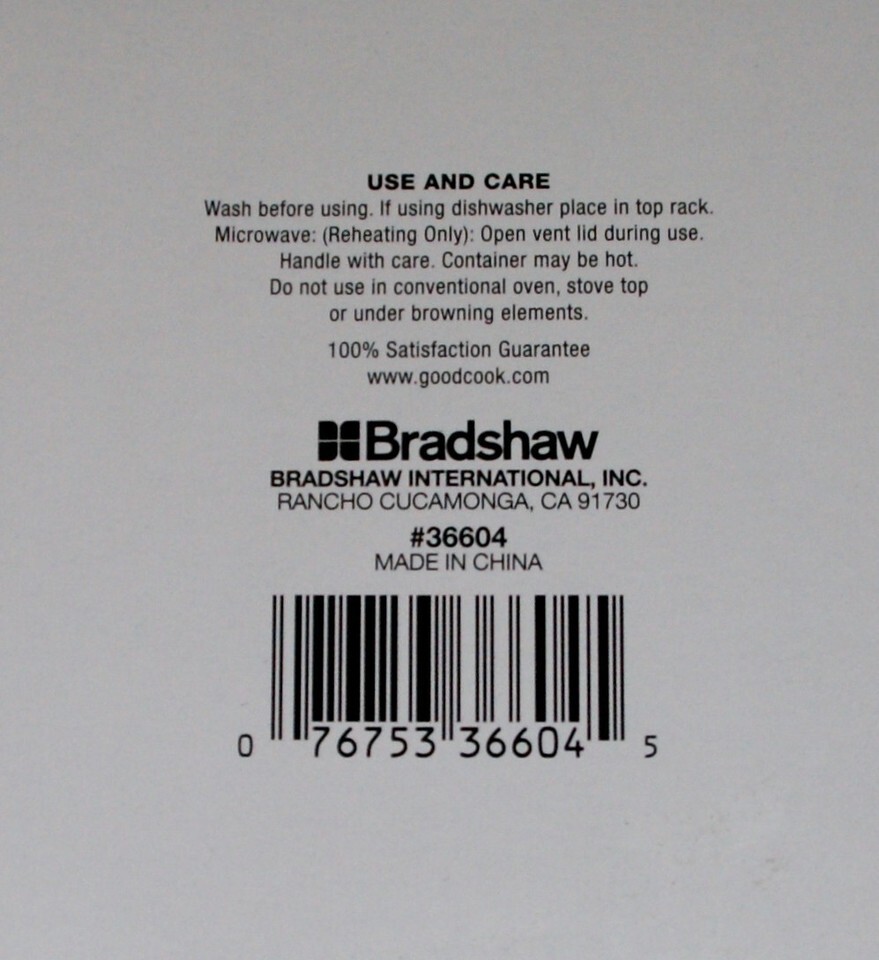 USE AND CARE
Wash before using. If using dishwasher place in top rack.
Microwave: (Reheating Only): Open vent lid during use.
Handle with care. Container may be hot.
Do not use in conventional oven, stove top
or under browning elements.
100% Satisfaction Guarantee
www.goodcook.com
Bradshaw
BRADSHAW INTERNATIONAL, INC.
RANCHO CUCAMONGA, CA 91730
#36604
MADE IN CHINA
0 76753 36604 5